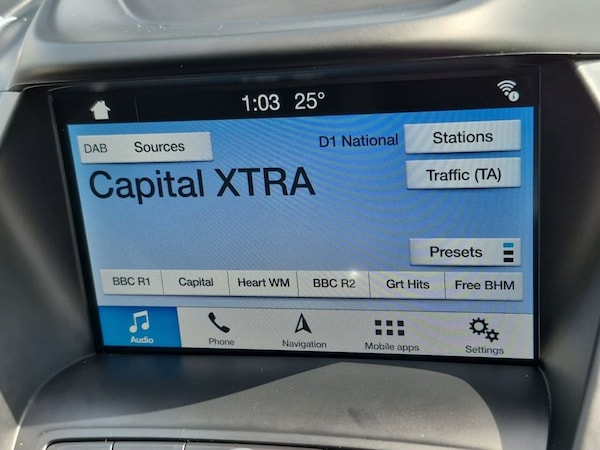 1:03 25°
DAB Sources
D1 National
Stations
Capital XTRA
Traffic (TA)
Presets
BBC R1 Capital Heart WM BBC R2 Grt Hits Free BHM
Audio Phone Navigation Mobile apps Settings